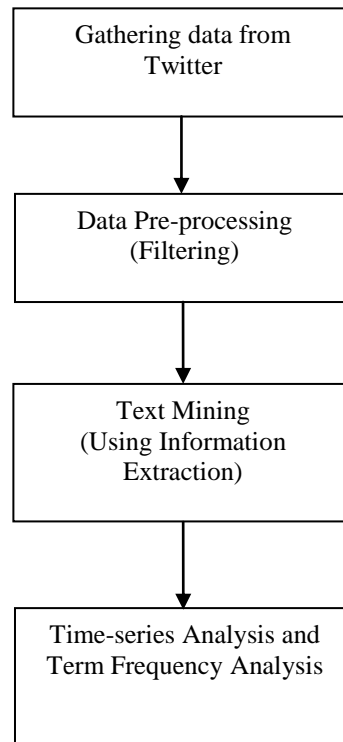 Gathering data from
Twitter
Data Pre-processing
(Filtering)
Text Mining
(Using Information
Extraction)
Time-series Analysis and
Term Frequency Analysis